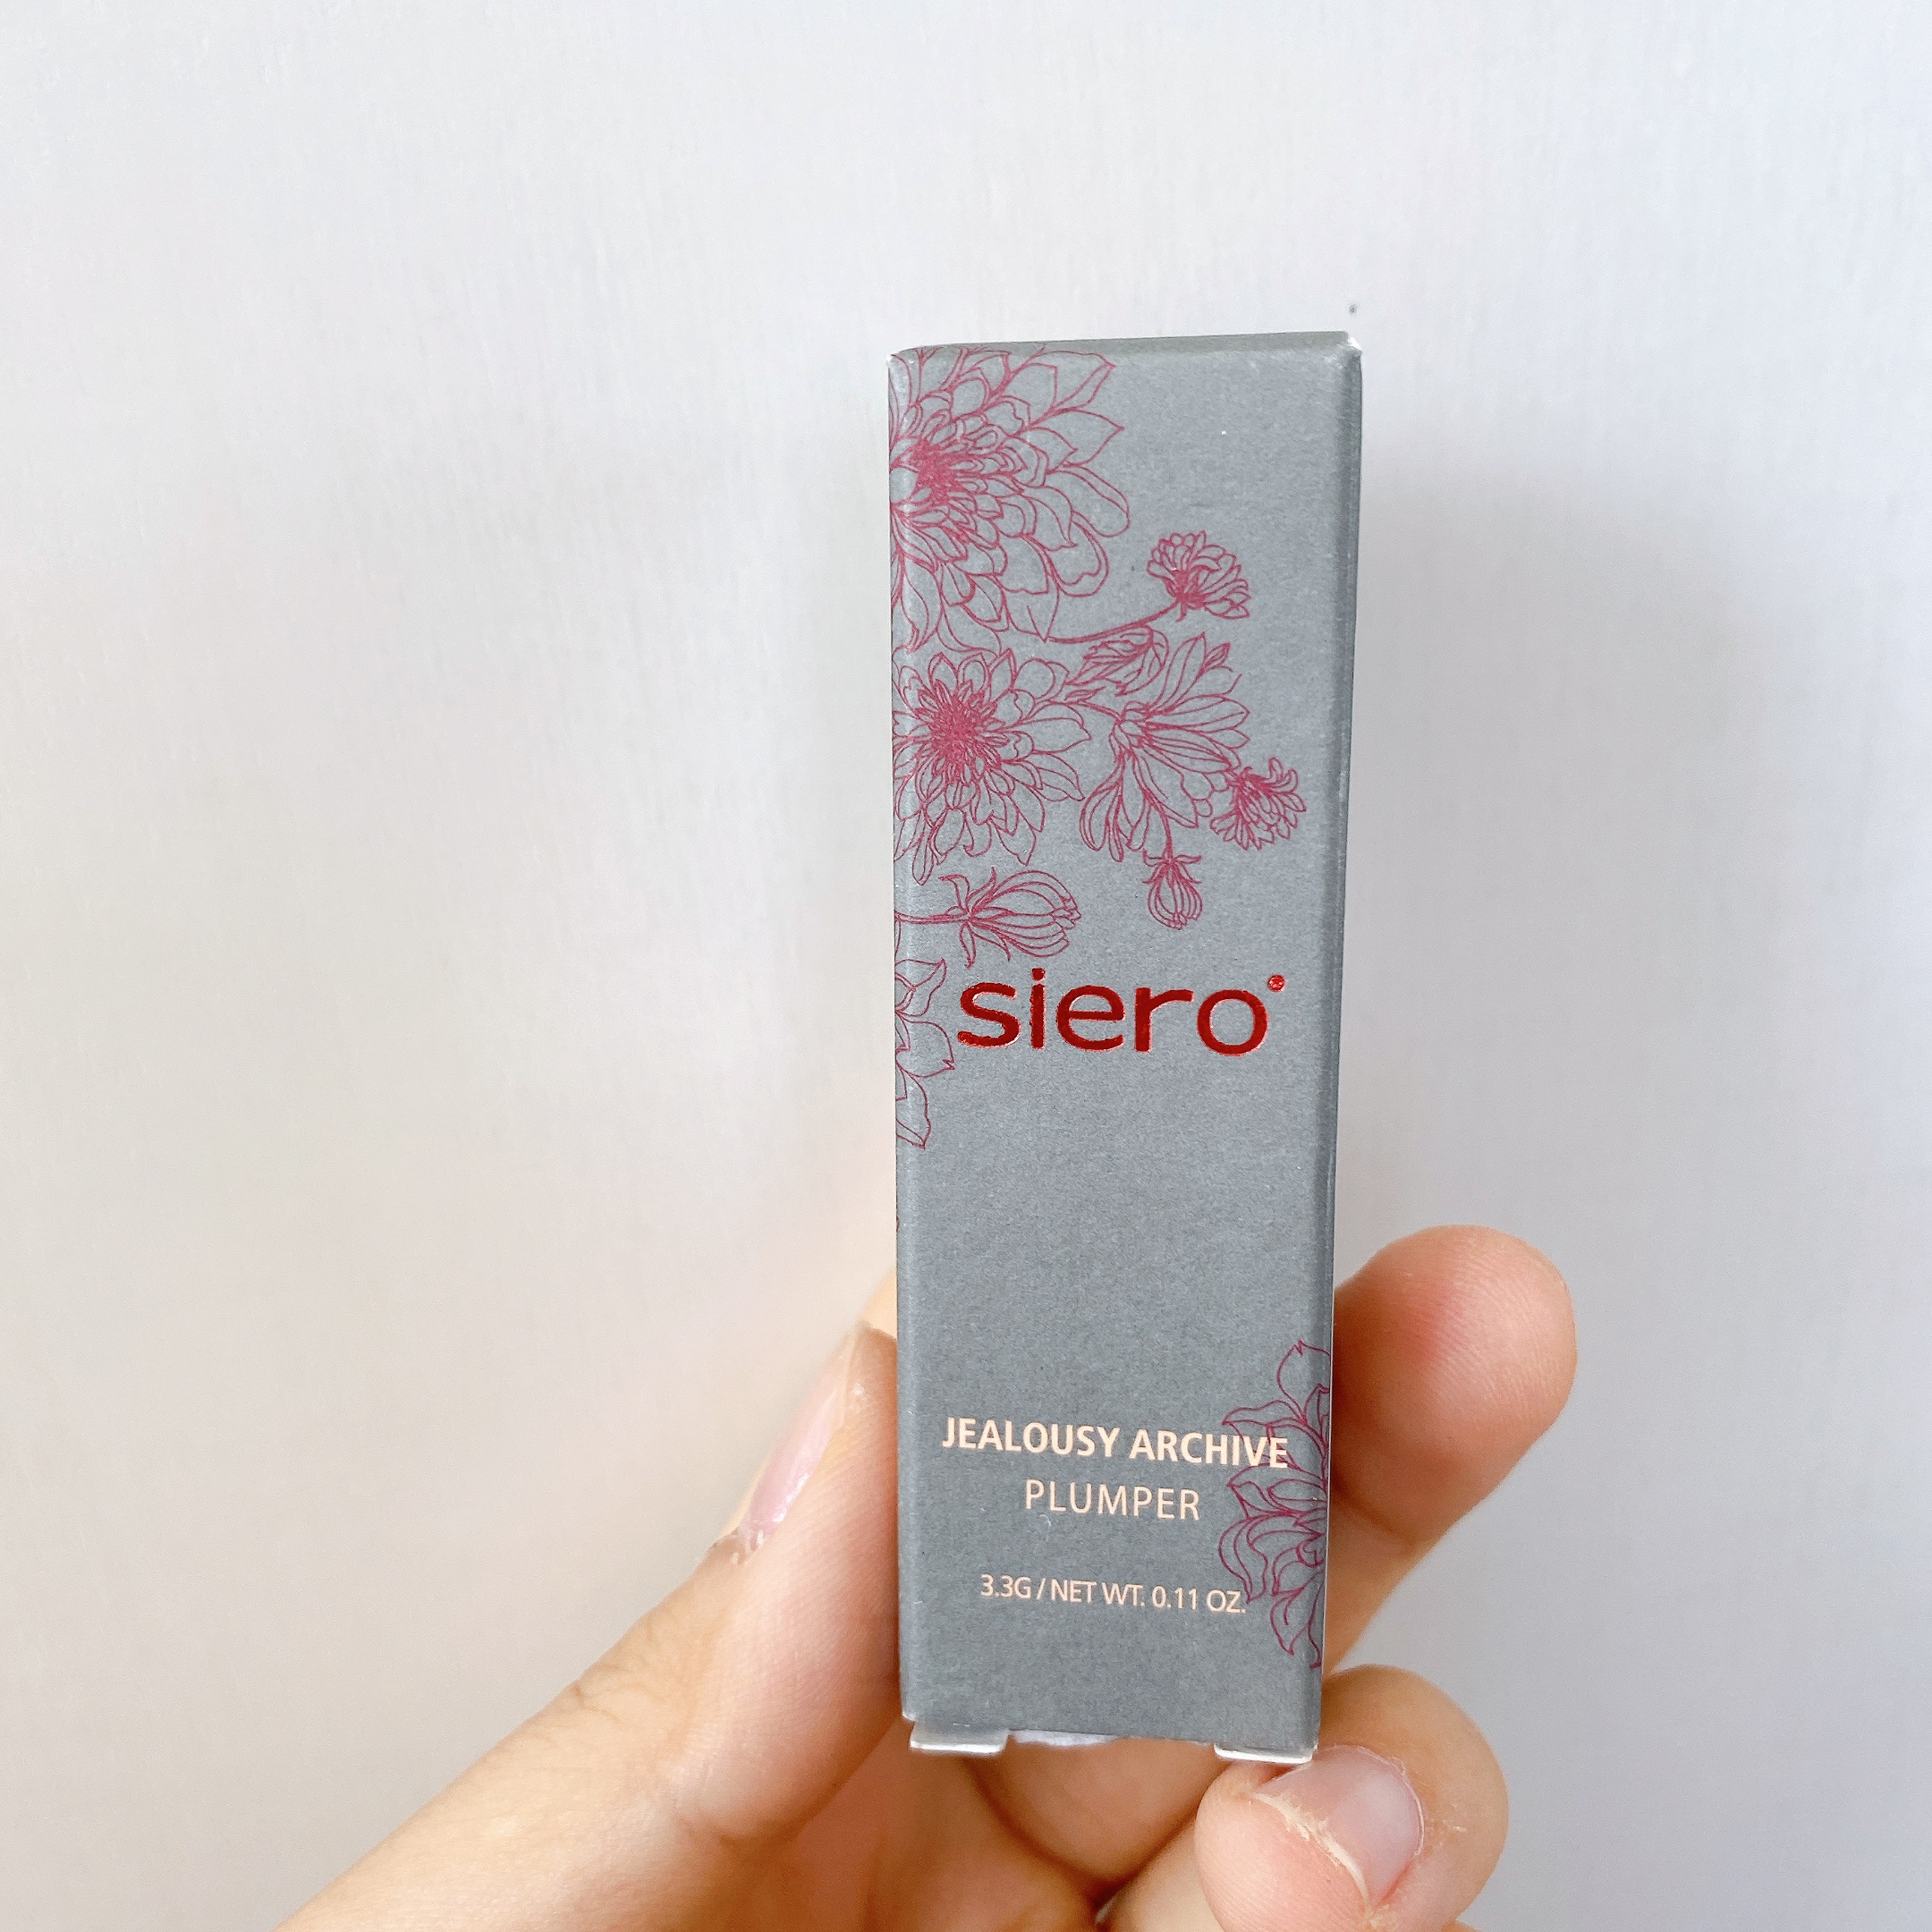 siero
JEALOUSY ARCHIVE
PLUMPER
3.3G / NET WT. 0.11 OZ.